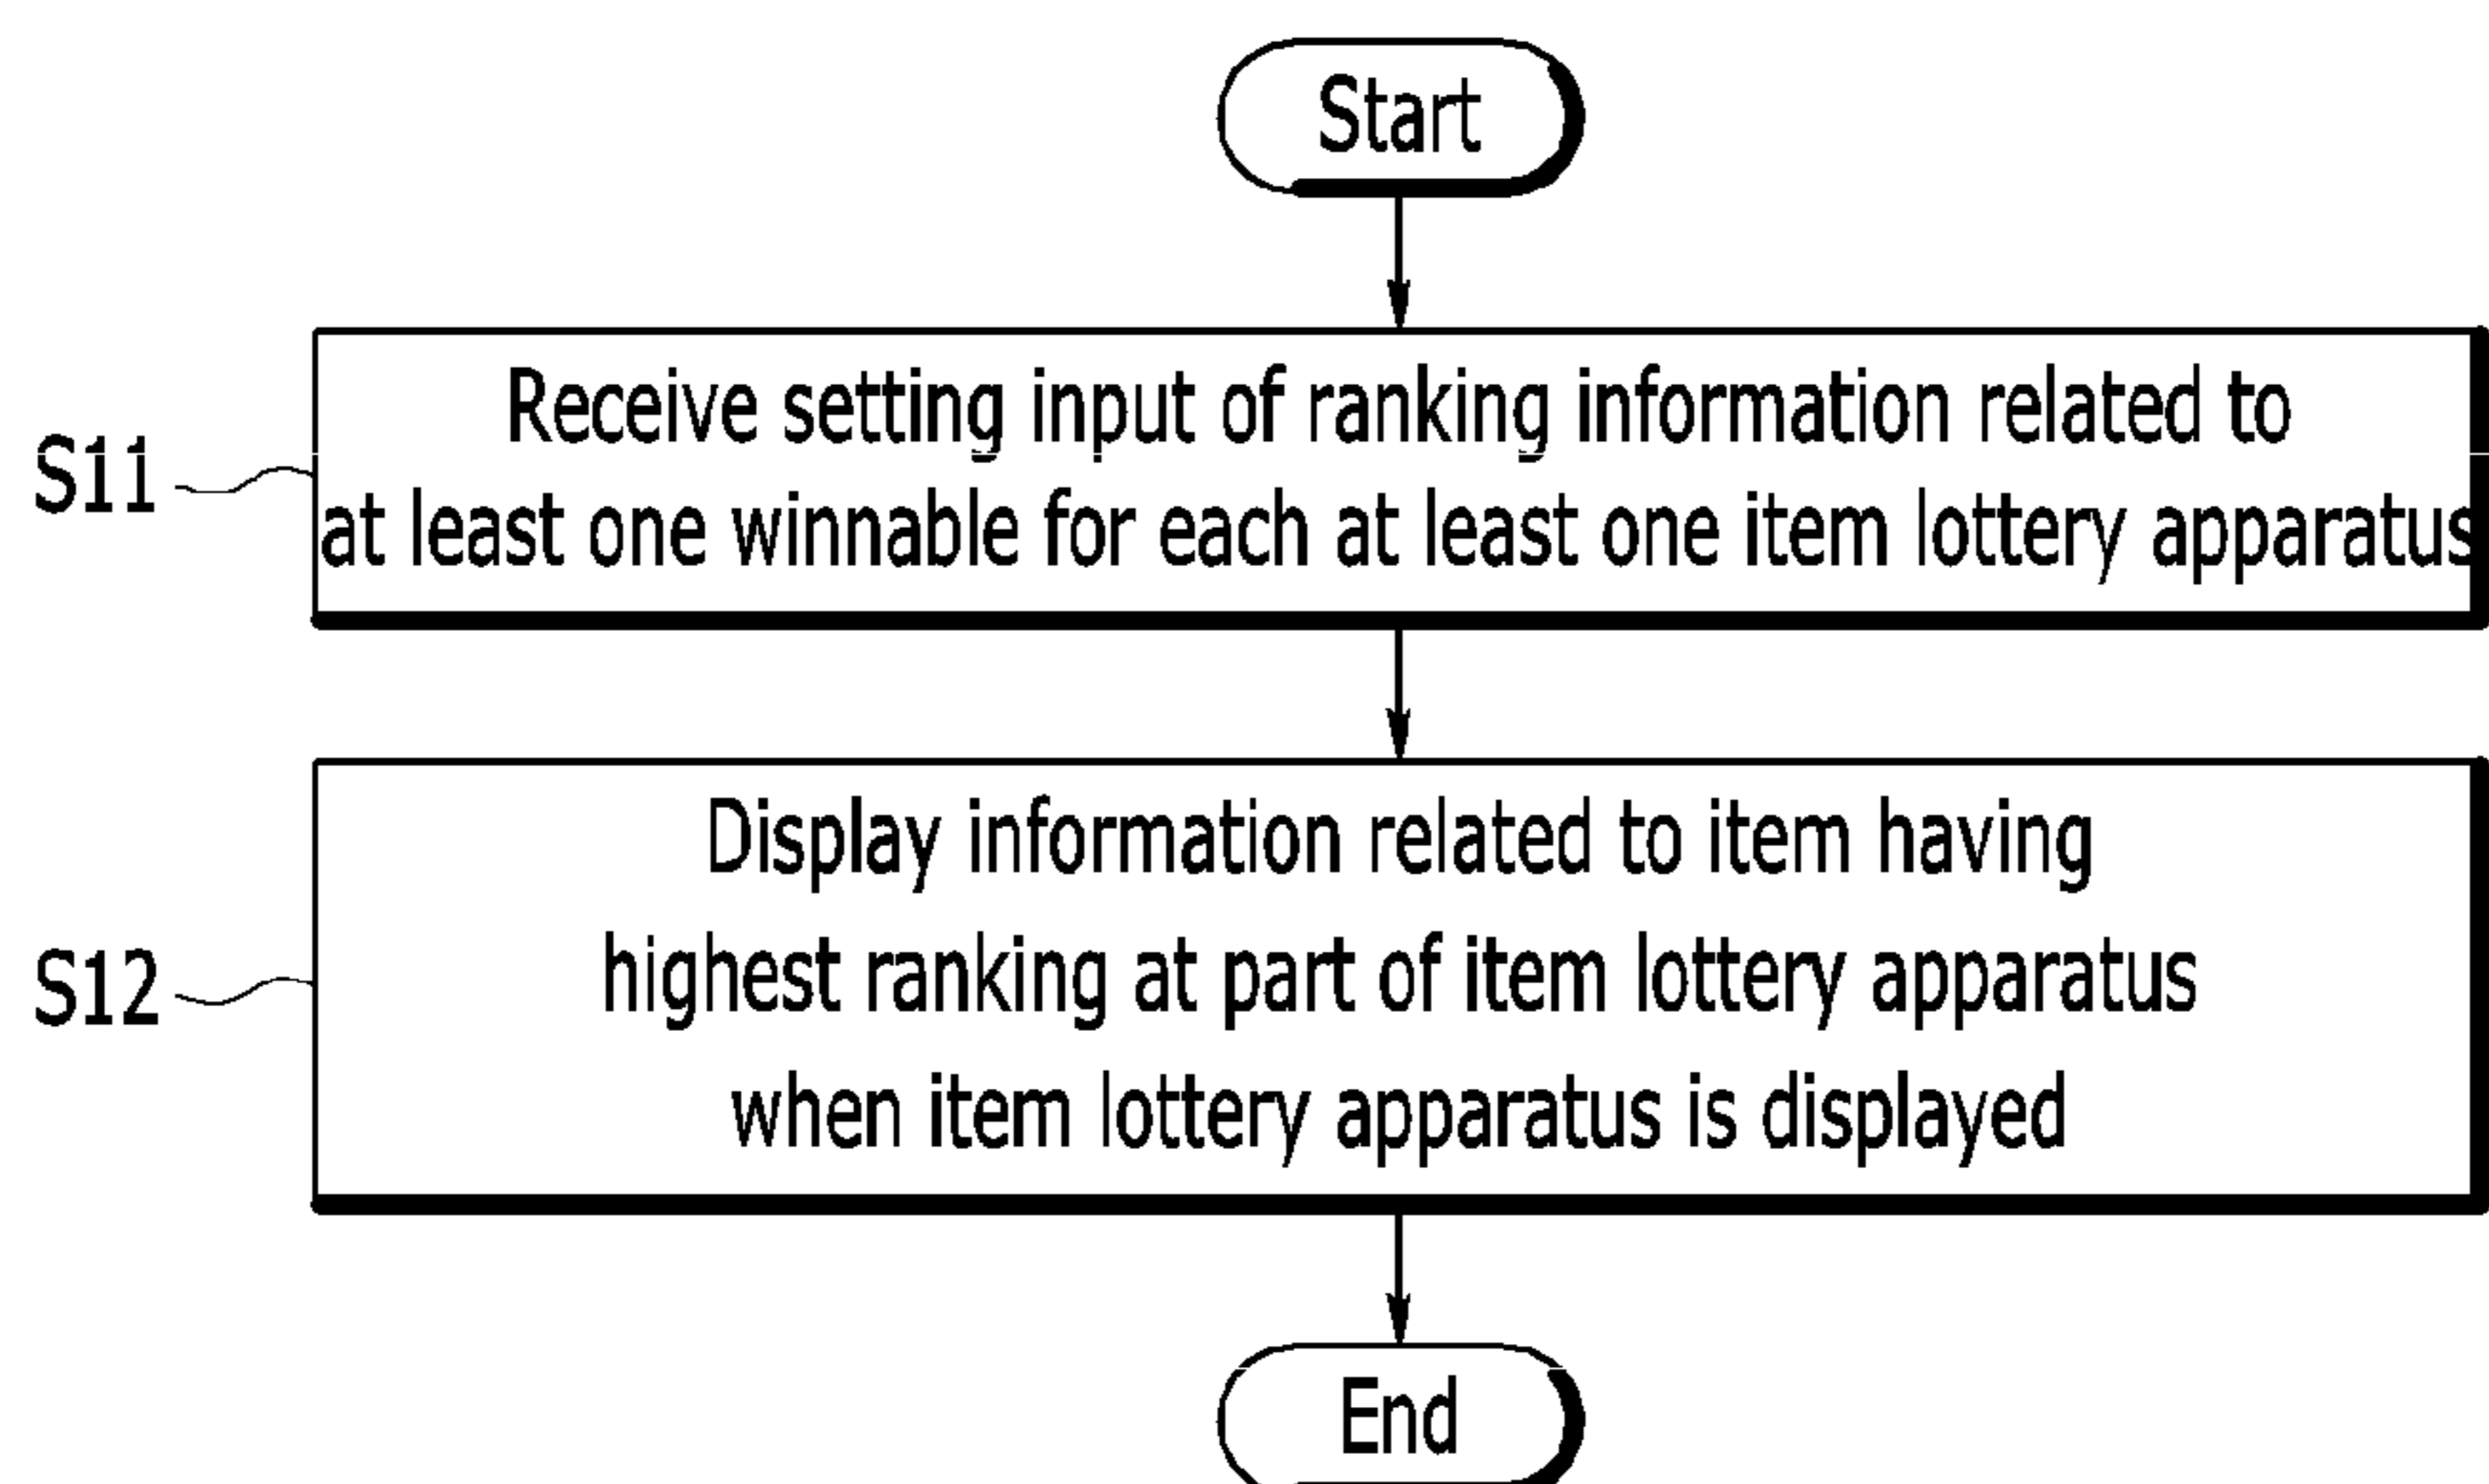 Start
Receive setting input of ranking information related to
S11
at least one winnable for each at least one item lottery apparatus
Display information related to item having
S12
highest ranking at part of item lottery apparatus
when item lottery apparatus is displayed
End